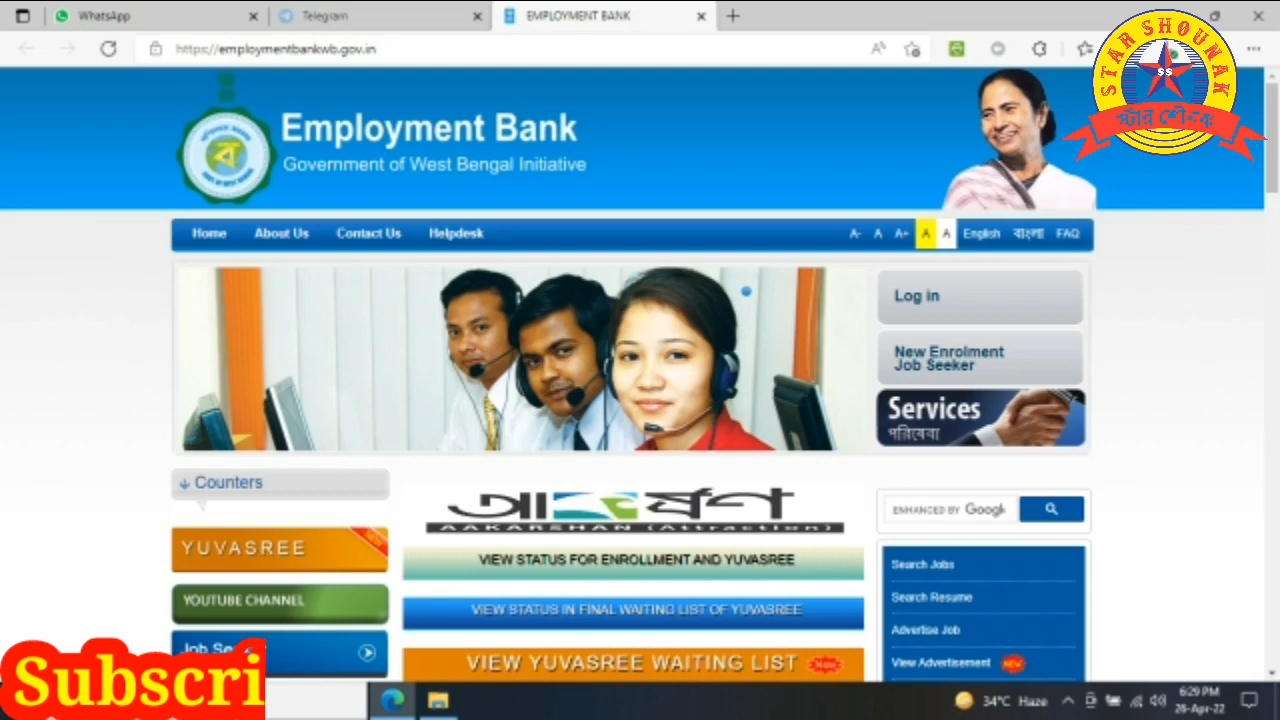 WhatsApp
Telegram
EMPLOYMENT BANK
https://employmentbankwb.gov.in
STAR SHOUNAK
SS
স্টার শৌনক
Employment Bank
Government of West Bengal Initiative
Home About Us Contact Us Helpdesk
A- A A+ A A English বাংলা FAQ
Log in
New Enrolment
Job Seeker
Services
পরিষেবা
Counters
YUVASREE
YOUTUBE CHANNEL
আকর্ষণ
AAKARSHAN (Attraction)
VIEW STATUS FOR ENROLLMENT AND YUVASREE
VIEW STATUS IN FINAL WAITING LIST OF YUVASREE
VIEW YUVASREE WAITING LIST
ENHANCED BY Google
Search Jobs
Search Resume
Advertise Job
View Advertisement NEW
Subscri
34°C Haze
6:29 PM
26-Apr-22